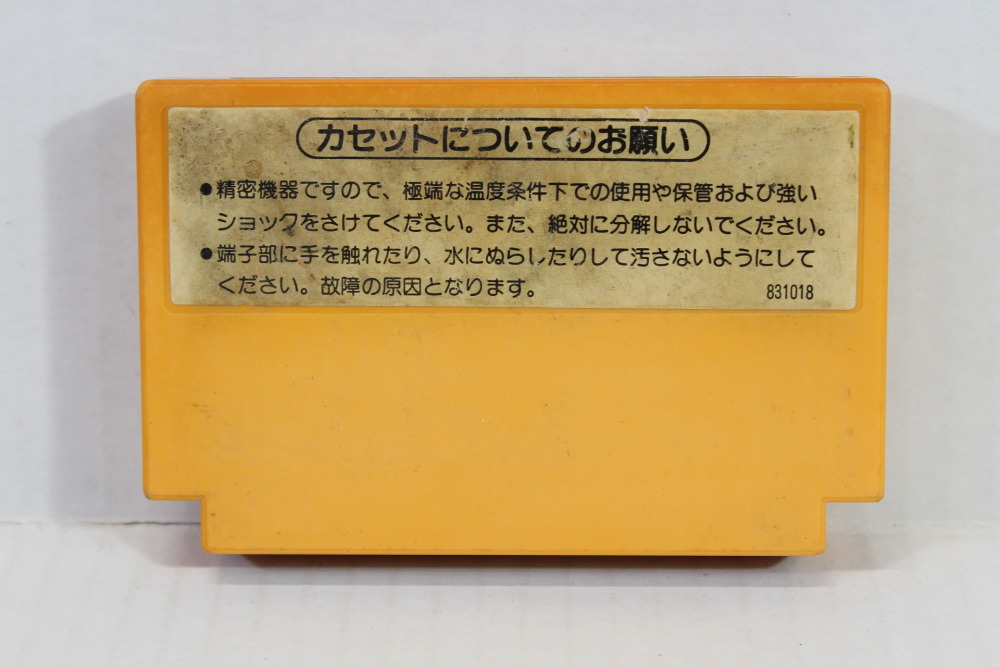 カセットについてのお願い
●精密機器ですので、極端な温度条件下での使用や保管および強い
ショックをさけてください。また、絶対に分解しないでください。
●端子部に手を触れたり、水にぬらしたりして汚さないようにして
ください。故障の原因となります。
831018